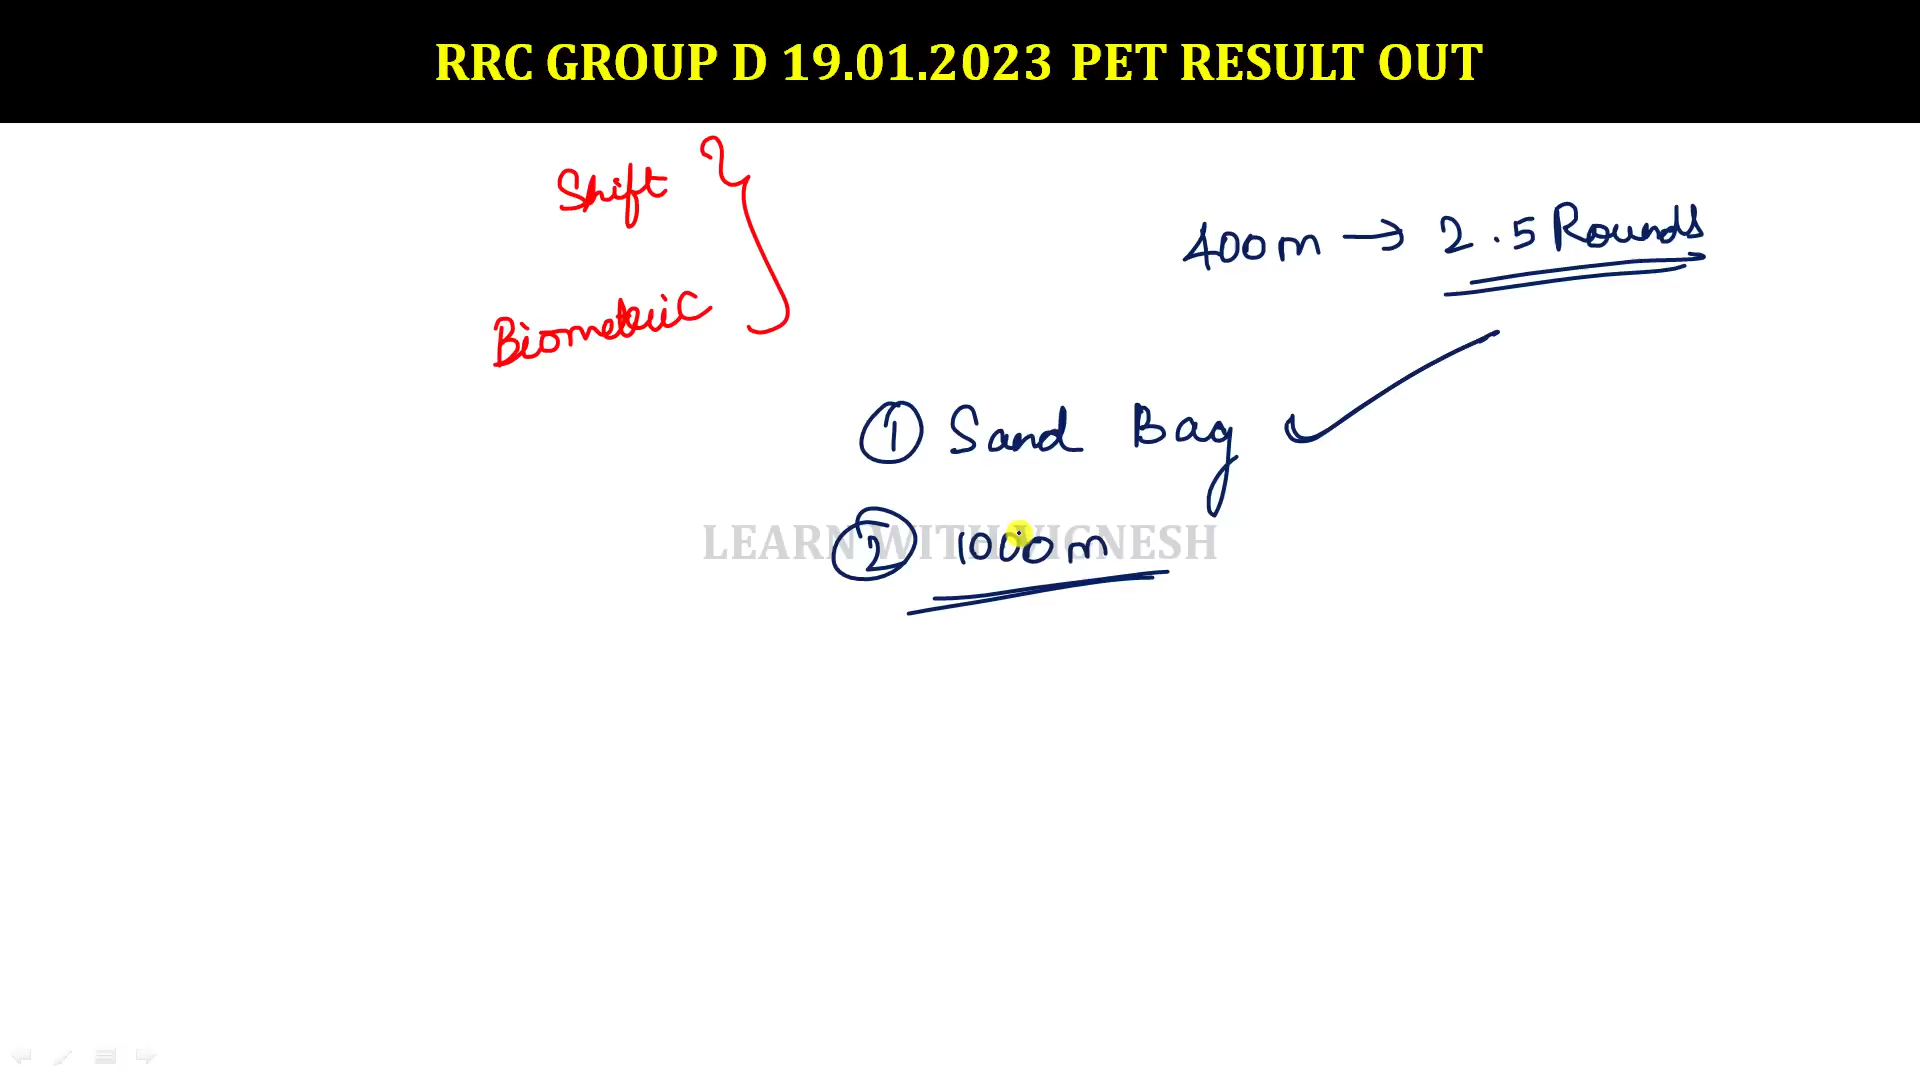 RRC GROUP D 19.01.2023 PET RESULT OUT
Shift
400m → 2.5 Rounds
Biometric
① Sand Bag
LEARN WITH VIGNESH
② 1000m